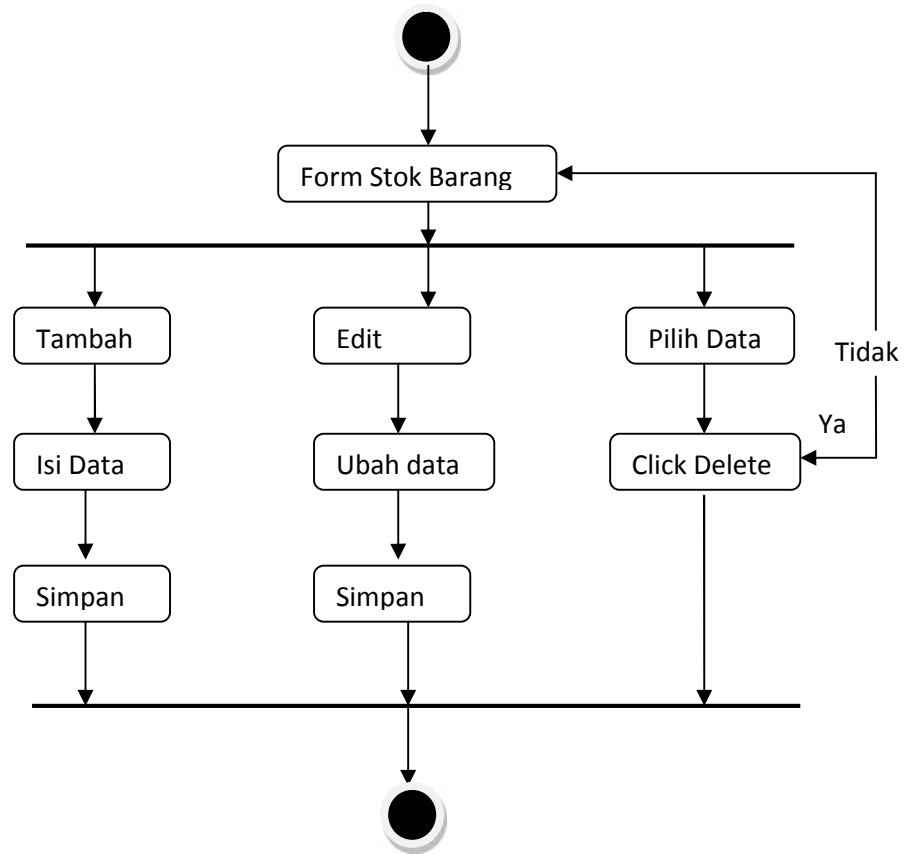 Form Stok Barang
Tambah
Edit
Pilih Data
Tidak
Ya
Isi Data
Ubah data
Click Delete
Simpan
Simpan